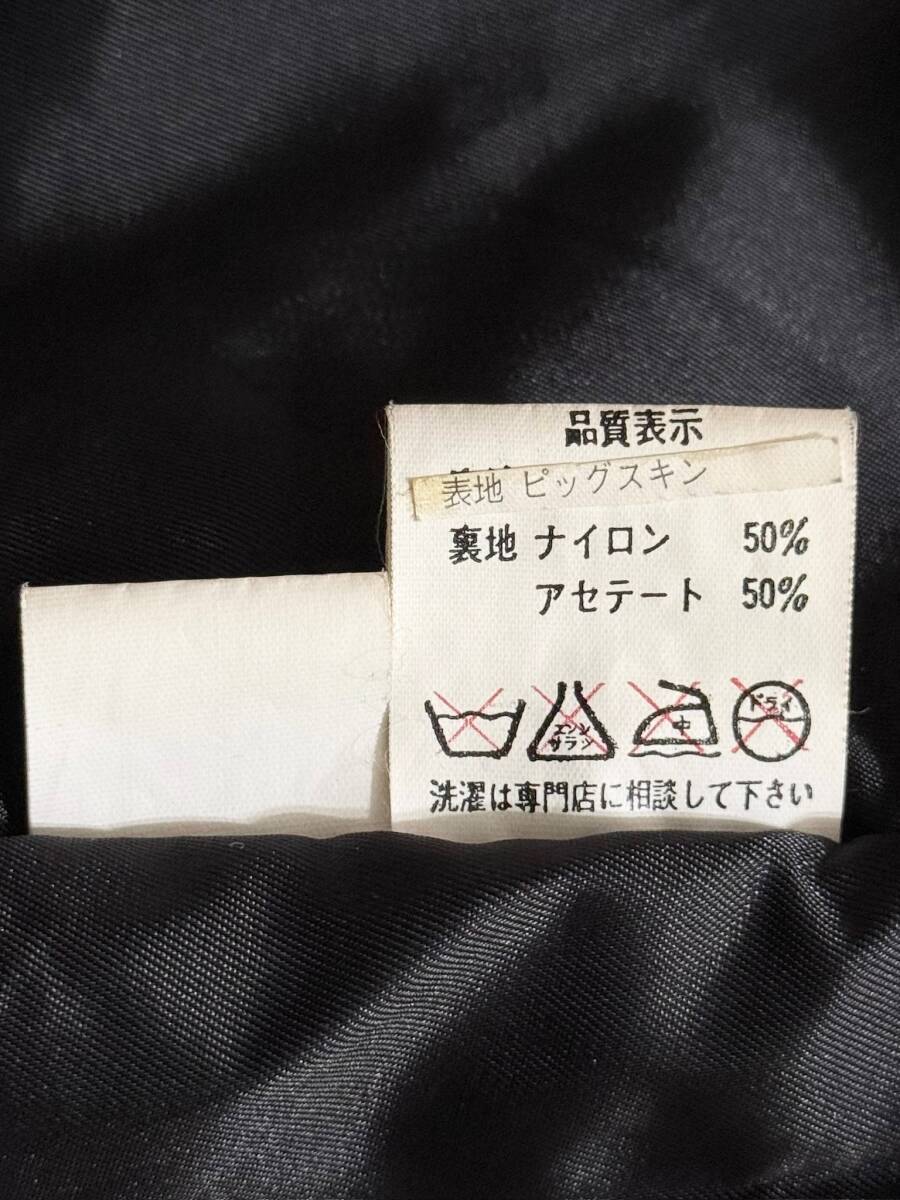 品質表示
表地 ピッグスキン
裏地 ナイロン 50%
アセテート 50%
エンソ サラシ 中 ドライ
洗濯は専門店に相談して下さい